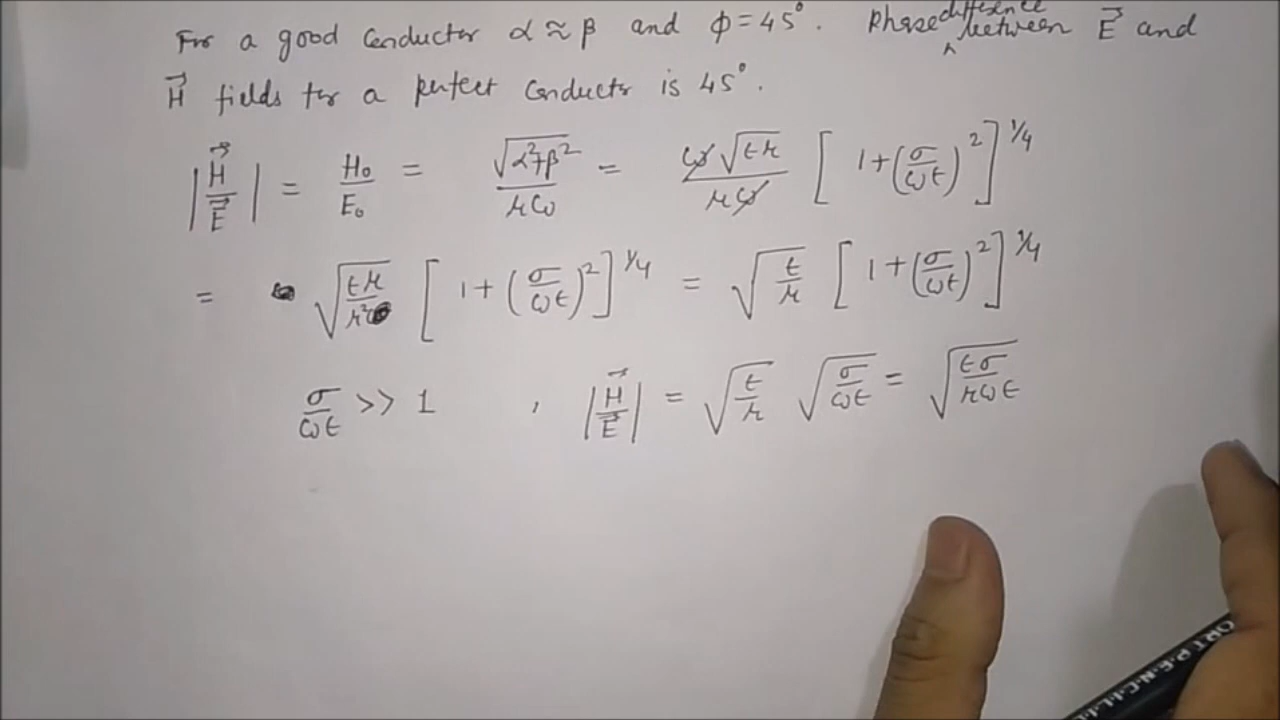 For a good Conductor α ≈ β and φ = 45°. Phase difference between E⃗ and
H⃗ fields for a perfect Conductor is 45°.
|H⃗/E⃗| = H₀/E₀ = √(α²+β²)/μω = ω√(εμ)/μω [1+(σ/ωε)²]^1/4
= √(εμ/μ²) [1+(σ/ωε)²]^1/4 = √(ε/μ) [1+(σ/ωε)²]^1/4
σ/ωε >> 1 , |H⃗/E⃗| = √(ε/μ) √(σ/ωε) = √(εσ/μωε)
ORT P.E.N.C.I.L.